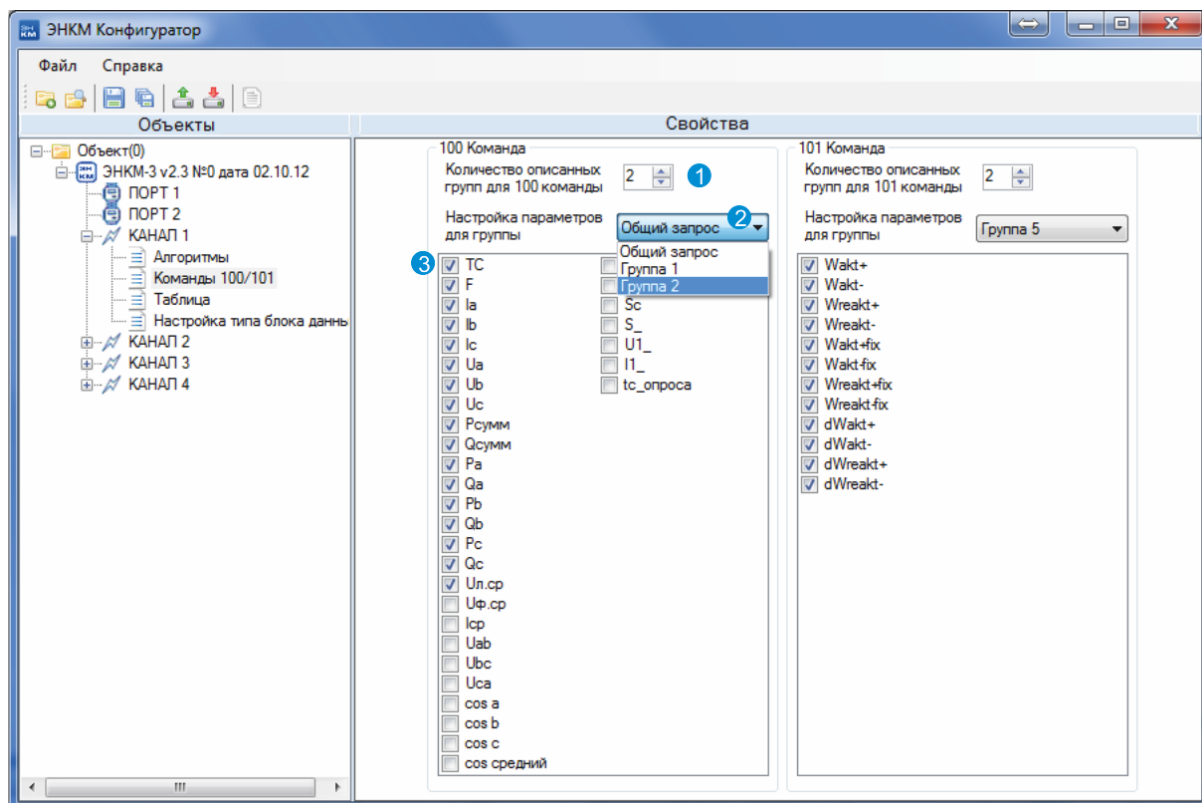 ЭНКМ Конфигуратор
Файл Справка
Объекты
Свойства
Объект(0)
ЭНКМ-3 v2.3 №0 дата 02.10.12
ПОРТ 1
ПОРТ 2
КАНАЛ 1
Алгоритмы
Команды 100/101
Таблица
Настройка типа блока даннь
КАНАЛ 2
КАНАЛ 3
КАНАЛ 4
100 Команда
Количество описанных
групп для 100 команды
2
1
Настройка параметров
для группы
Общий запрос
2
Общий запрос
Группа 1
Группа 2
3
ТС
F
Ia
Ib
Ic
Ua
Ub
Uc
Pсумм
Qсумм
Pa
Qa
Pb
Qb
Pc
Qc
Uл.ср
Uф.ср
Iср
Uab
Ubc
Uca
cos a
cos b
cos c
cos средний
Sc
S_
U1_
I1_
tc_опроса
101 Команда
Количество описанных
групп для 101 команды
2
Настройка параметров
для группы
Группа 5
Wakt+
Wakt-
Wreakt+
Wreakt-
Wakt+fix
Wakt-fix
Wreakt+fix
Wreakt-fix
dWakt+
dWakt-
dWreakt+
dWreakt-